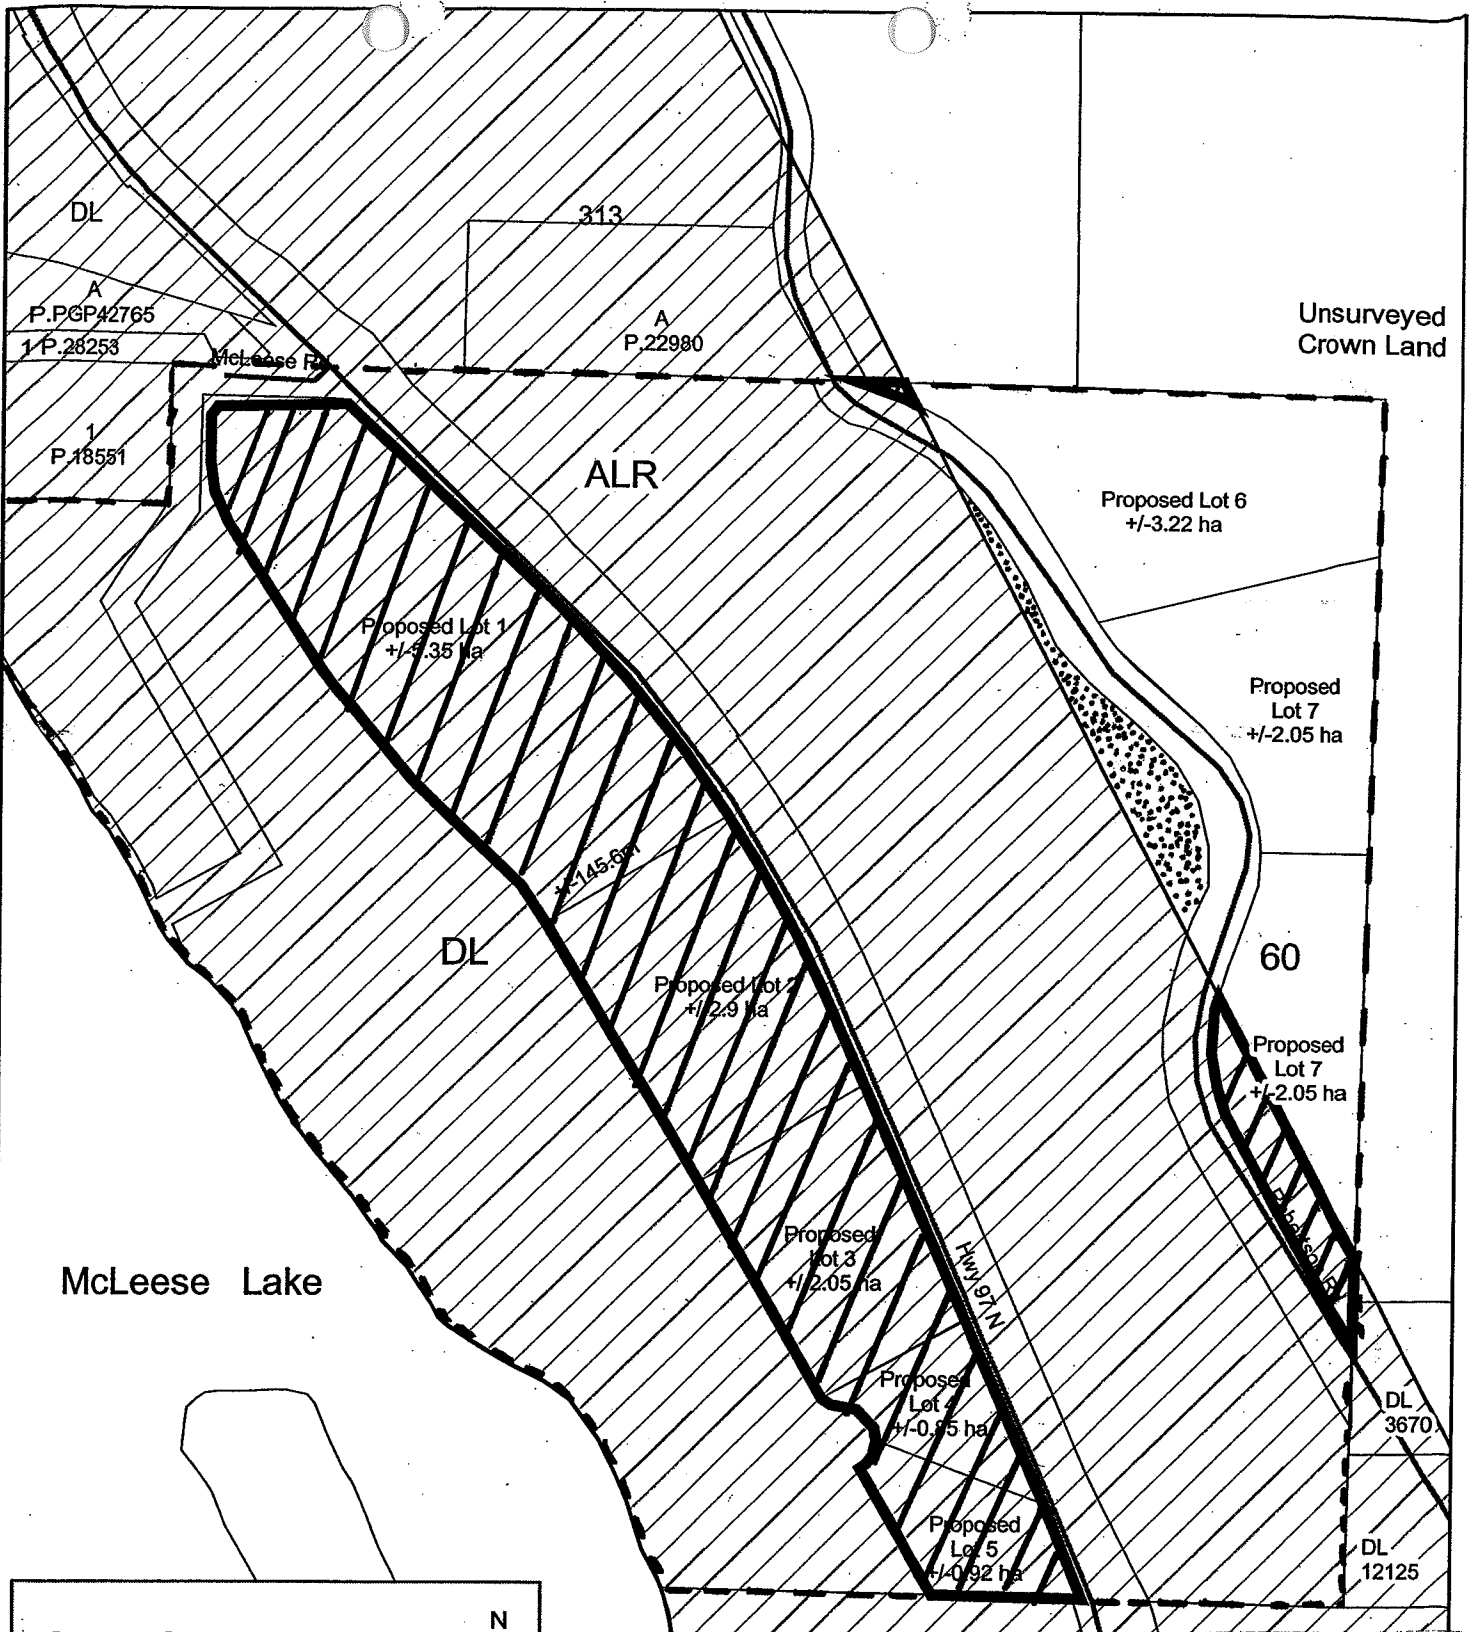 DL
313
A
P.PGP42765
1 P.28253
McLeese Rd
A
P.22980
Unsurveyed
Crown Land
1
P.18551
ALR
Proposed Lot 6
+/-3.22 ha
Proposed Lot 1
+/-5.35 ha
Proposed
Lot 7
+/-2.05 ha
+/-145.6m
DL
60
Proposed Lot 2
+/-2.9 ha
Proposed
Lot 7
+/-2.05 ha
Proposed
Lot 3
+/-2.05 ha
Hwy 97 N
McLeese Lake
Proposed
Lot 4
+/-0.85 ha
DL
3670
Proposed
Lot 5
+/-0.92 ha
DL
12125
N